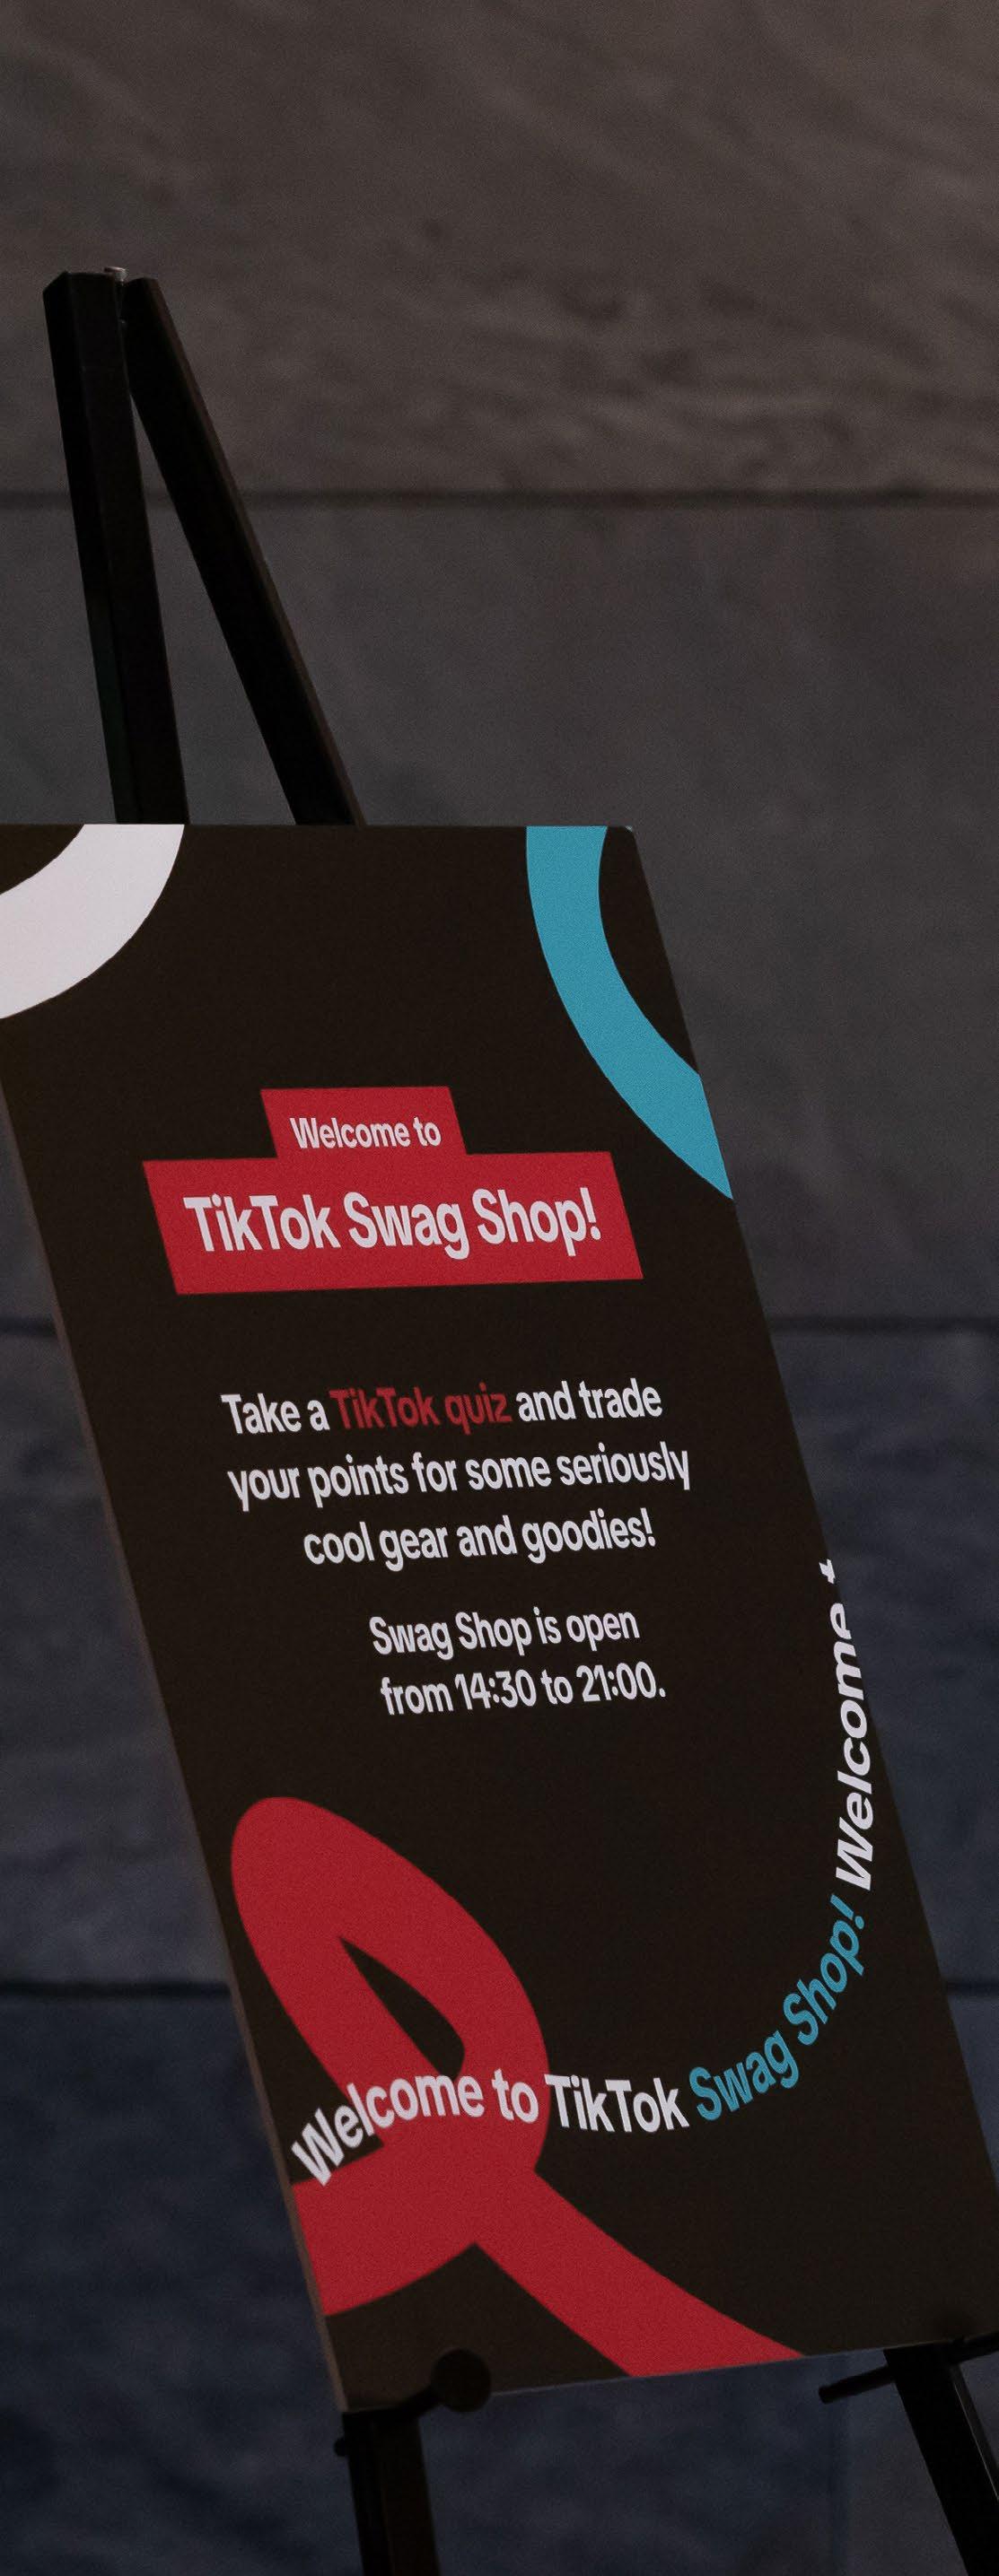 Welcome to
TikTok Swag Shop!
Take a TikTok quiz and trade
your points for some seriously
cool gear and goodies!
Swag Shop is open
from 14:30 to 21:00.
Welcome to TikTok Swag Shop! Welcome t